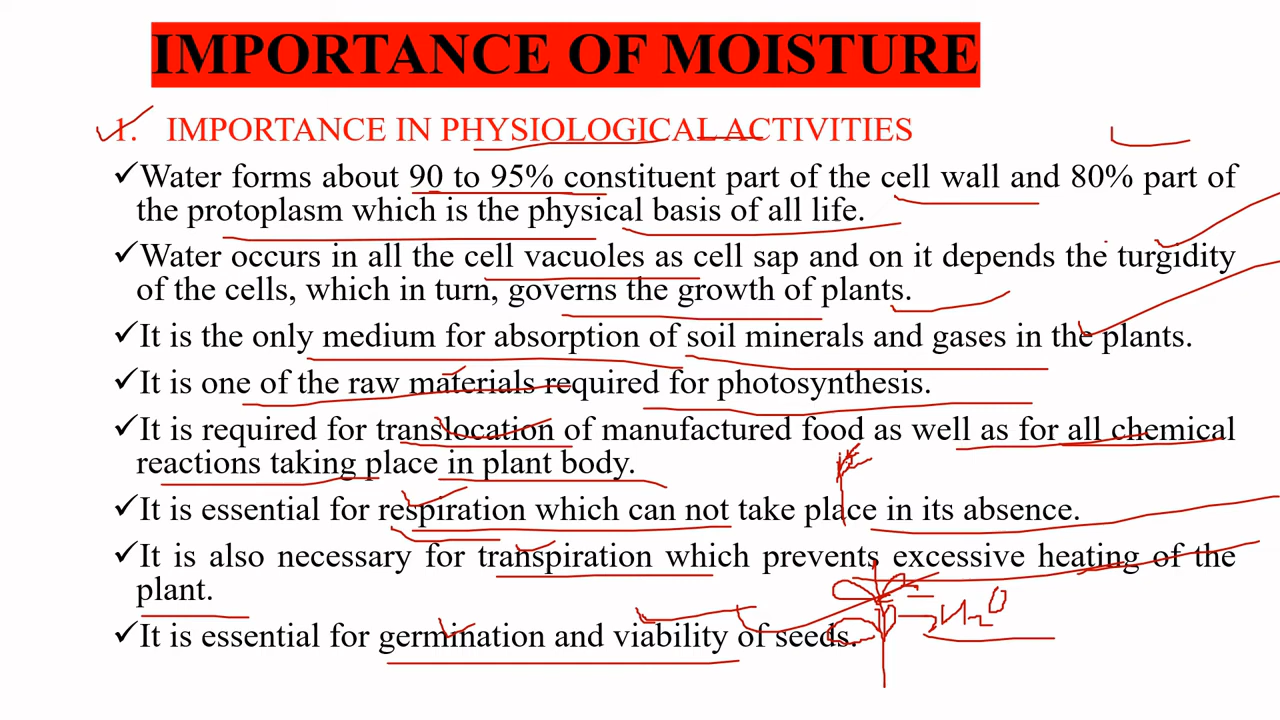 IMPORTANCE OF MOISTURE
1. IMPORTANCE IN PHYSIOLOGICAL ACTIVITIES
✓Water forms about 90 to 95% constituent part of the cell wall and 80% part of
the protoplasm which is the physical basis of all life.
✓Water occurs in all the cell vacuoles as cell sap and on it depends the turgidity
of the cells, which in turn, governs the growth of plants.
✓It is the only medium for absorption of soil minerals and gases in the plants.
✓It is one of the raw materials required for photosynthesis.
✓It is required for translocation of manufactured food as well as for all chemical
reactions taking place in plant body.
✓It is essential for respiration which can not take place in its absence.
✓It is also necessary for transpiration which prevents excessive heating of the
plant.
H2O
✓It is essential for germination and viability of seeds.